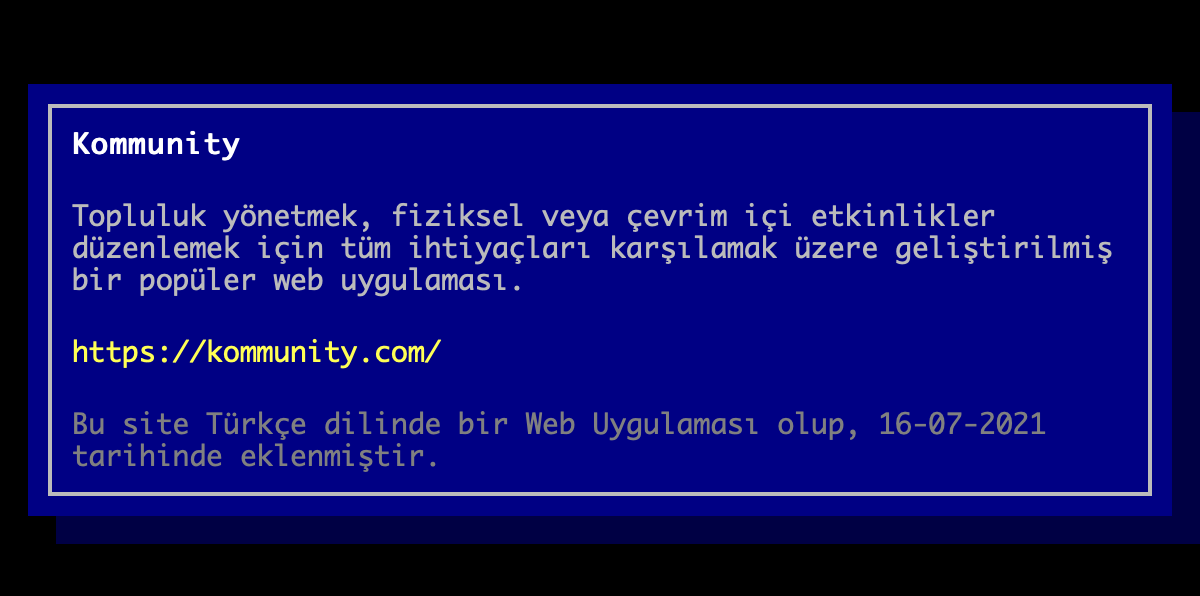 Kommunity
Topluluk yönetmek, fiziksel veya çevrim içi etkinlikler
düzenlemek için tüm ihtiyaçları karşılamak üzere geliştirilmiş
bir popüler web uygulaması.
https://kommunity.com/
Bu site Türkçe dilinde bir Web Uygulaması olup, 16-07-2021
tarihinde eklenmiştir.